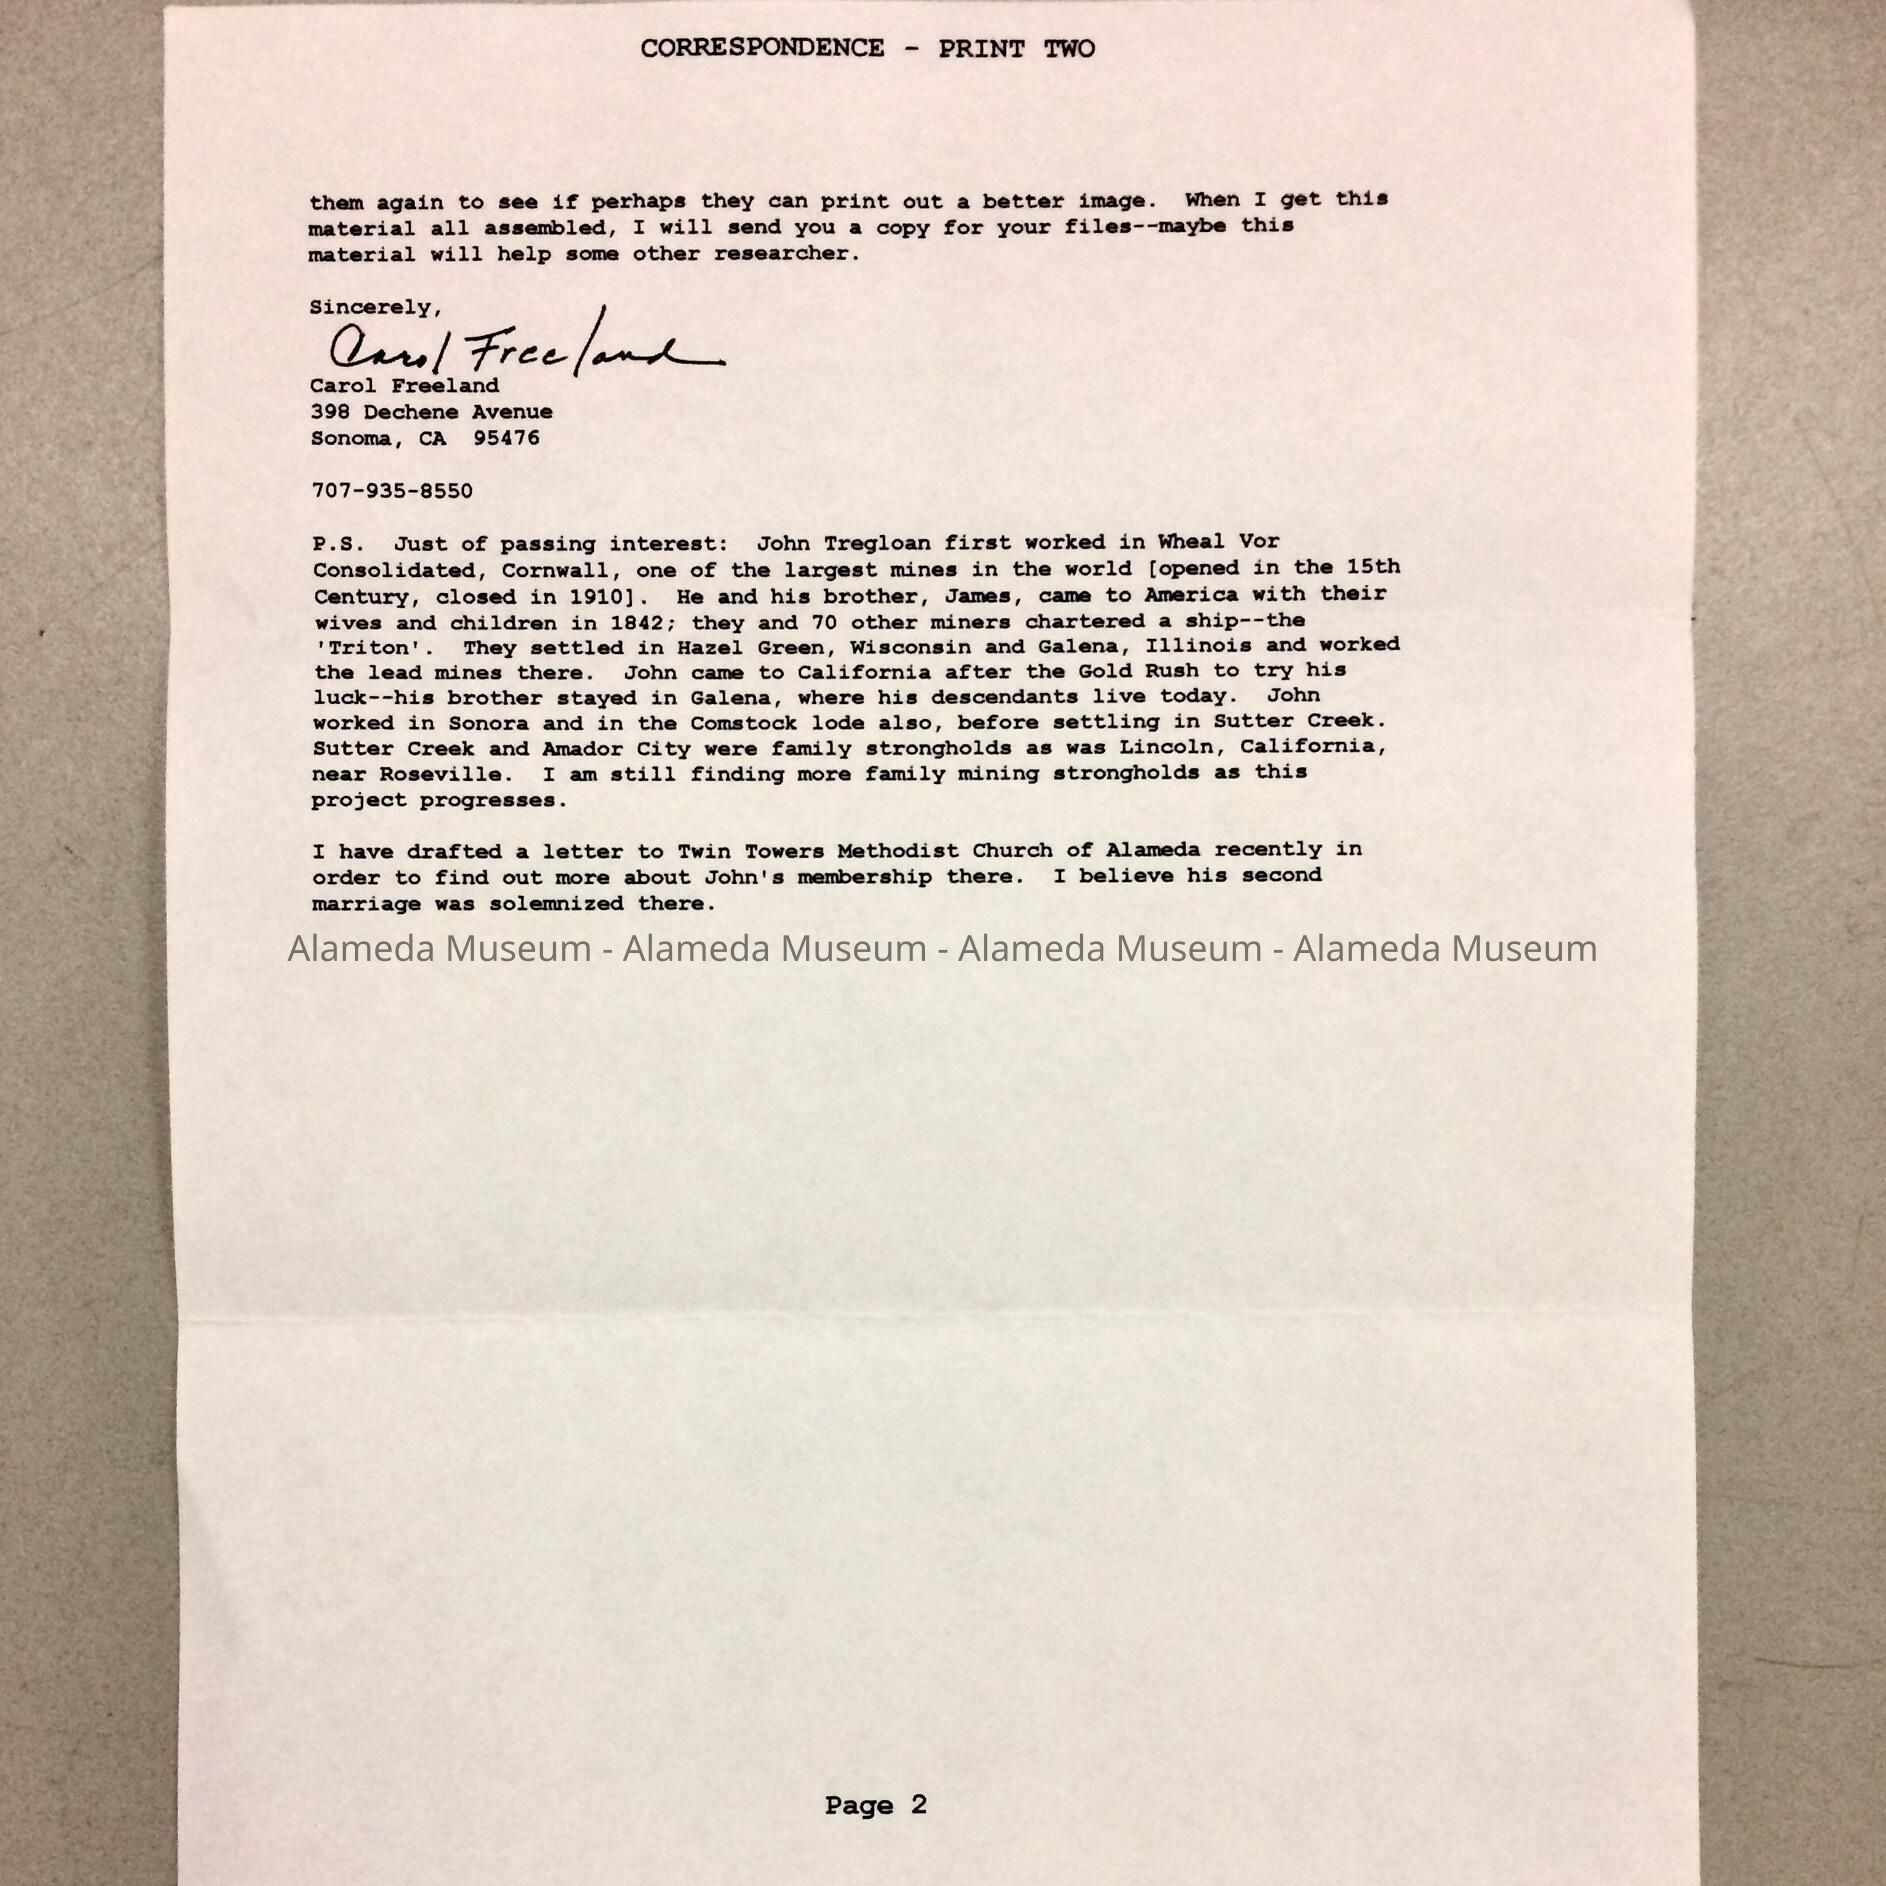 CORRESPONDENCE - PRINT TWO
them again to see if perhaps they can print out a better image.  When I get this
material all assembled, I will send you a copy for your files--maybe this
material will help some other researcher.
Sincerely,
Carol Freeland
Carol Freeland
398 Dechene Avenue
Sonoma, CA  95476
707-935-8550
P.S.  Just of passing interest:  John Tregloan first worked in Wheal Vor
Consolidated, Cornwall, one of the largest mines in the world [opened in the 15th
Century, closed in 1910].  He and his brother, James, came to America with their
wives and children in 1842; they and 70 other miners chartered a ship--the
'Triton'.  They settled in Hazel Green, Wisconsin and Galena, Illinois and worked
the lead mines there.  John came to California after the Gold Rush to try his
luck--his brother stayed in Galena, where his descendants live today.  John
worked in Sonora and in the Comstock lode also, before settling in Sutter Creek.
Sutter Creek and Amador City were family strongholds as was Lincoln, California,
near Roseville.  I am still finding more family mining strongholds as this
project progresses.
I have drafted a letter to Twin Towers Methodist Church of Alameda recently in
order to find out more about John's membership there.  I believe his second
marriage was solemnized there.
Alameda Museum - Alameda Museum - Alameda Museum - Alameda Museum
Page 2